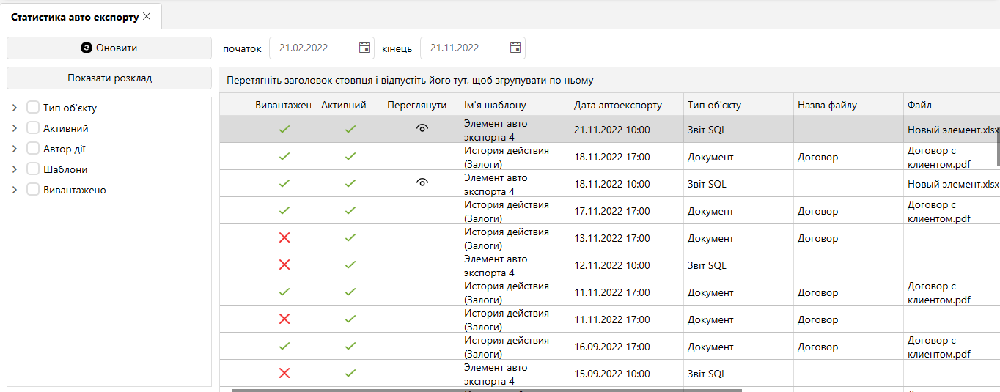 Статистика авто експорту
Оновити
початок 21.02.2022 кінець 21.11.2022
Показати розклад
Перетягніть заголовок стовпця і відпустіть його тут, щоб згрупувати по ньому
Тип об'єкту
Активний
Автор дії
Шаблони
Вивантажено
Вивантажен Активний Переглянути Ім'я шаблону Дата автоекспорту Тип об'єкту Назва файлу Файл
Элемент авто
экспорта 4 21.11.2022 10:00 Звіт SQL Новый элемент.xlsx
История действия
(Залоги) 18.11.2022 17:00 Документ Договор Договор с
клиентом.pdf
Элемент авто
экспорта 4 18.11.2022 10:00 Звіт SQL Новый элемент.xlsx
История действия
(Залоги) 17.11.2022 17:00 Документ Договор Договор с
клиентом.pdf
История действия
(Залоги) 13.11.2022 17:00 Документ Договор
Элемент авто
экспорта 4 12.11.2022 10:00 Звіт SQL
История действия
(Залоги) 11.11.2022 17:00 Документ Договор Договор с
клиентом.pdf
История действия
(Залоги) 11.11.2022 17:00 Документ Договор
История действия
(Залоги) 16.09.2022 17:00 Документ Договор Договор с
клиентом.pdf
Элемент авто
экспорта 4 15.09.2022 10:00 Звіт SQL